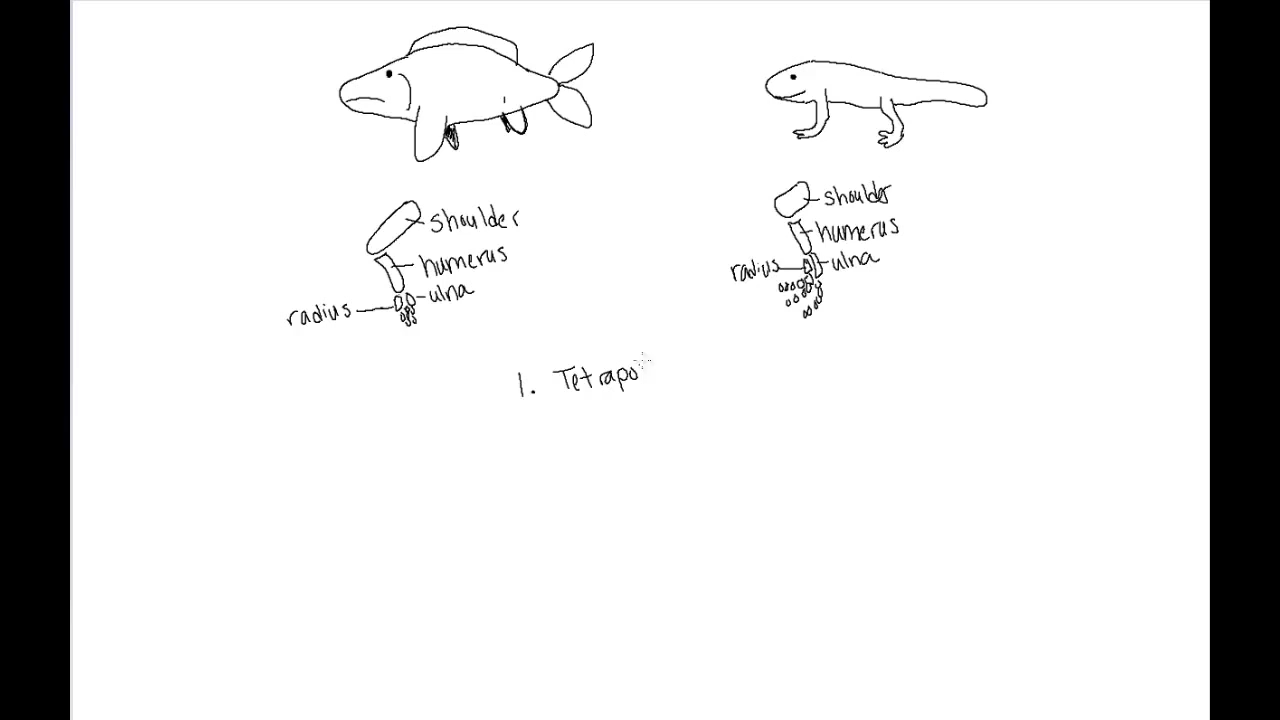 shoulder
humerus
ulna
radius
shoulder
humerus
ulna
radius
1. Tetrapo